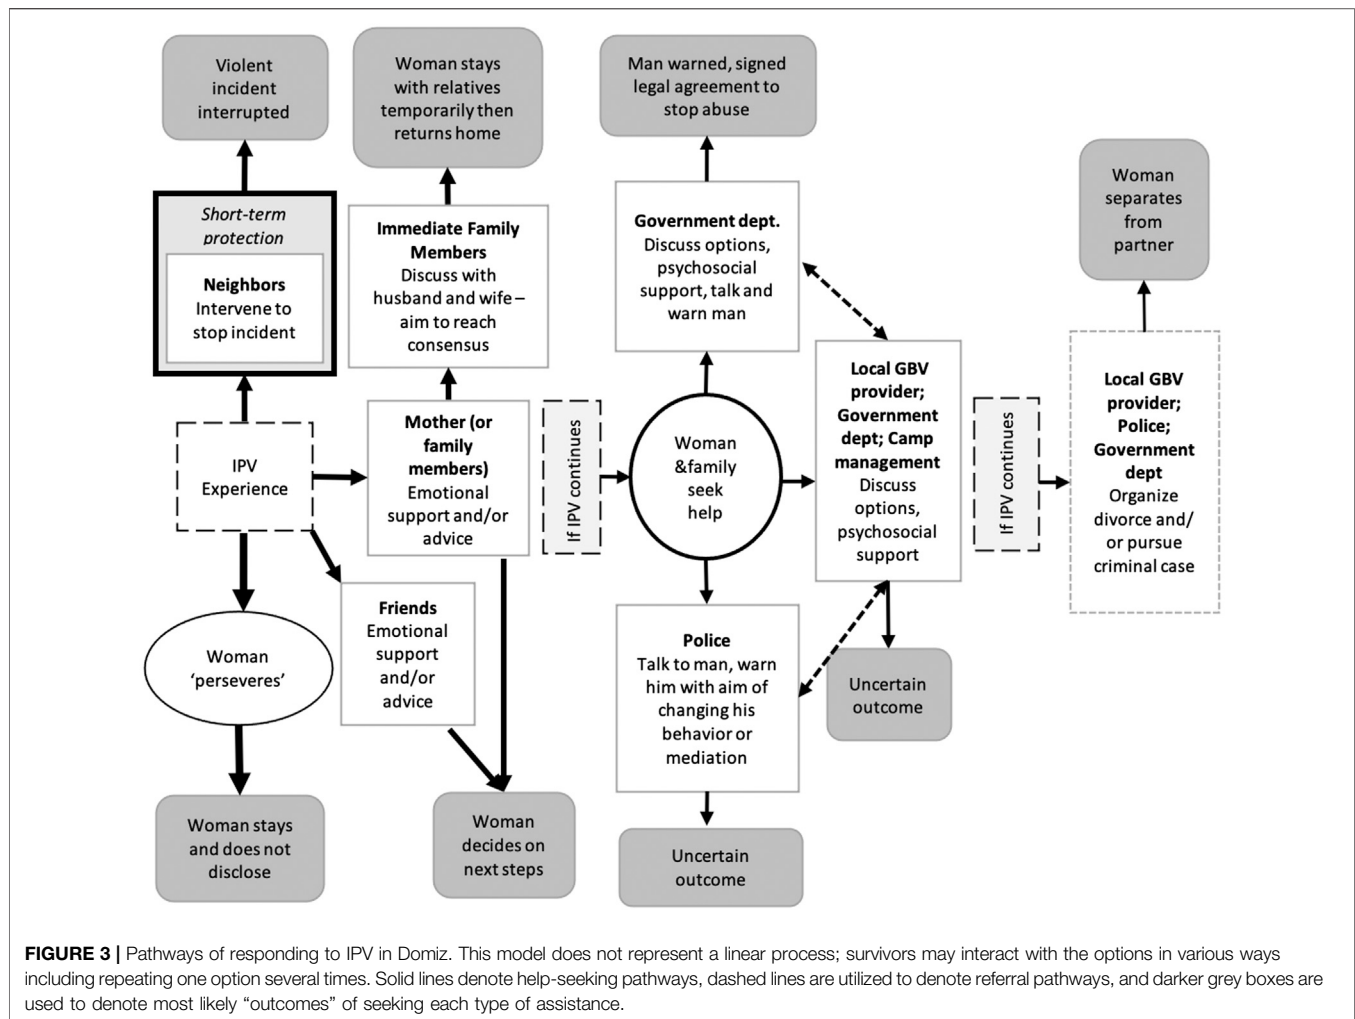 Violent
incident
interrupted
Woman stays
with relatives
temporarily then
returns home
Man warned, signed
legal agreement to
stop abuse
Woman
separates
from
partner
Short-term
protection
Neighbors
Intervene to
stop incident
Immediate Family
Members
Discuss with
husband and wife –
aim to reach
consensus
Government dept.
Discuss options,
psychosocial
support, talk and
warn man
IPV
Experience
Mother (or
family
members)
Emotional
support and/or
advice
If IPV continues
Woman
&family
seek
help
Local GBV
provider;
Government
dept; Camp
management
Discuss
options,
psychosocial
support
If IPV continues
Local GBV
provider;
Police;
Government
dept
Organize
divorce and/
or pursue
criminal case
Woman
‘perseveres’
Friends
Emotional
support
and/or
advice
Police
Talk to man, warn
him with aim of
changing his
behavior or
mediation
Uncertain
outcome
Woman stays
and does not
disclose
Woman
decides on
next steps
Uncertain
outcome
FIGURE 3 | Pathways of responding to IPV in Domiz. This model does not represent a linear process; survivors may interact with the options in various ways
including repeating one option several times. Solid lines denote help-seeking pathways, dashed lines are utilized to denote referral pathways, and darker grey boxes are
used to denote most likely “outcomes” of seeking each type of assistance.